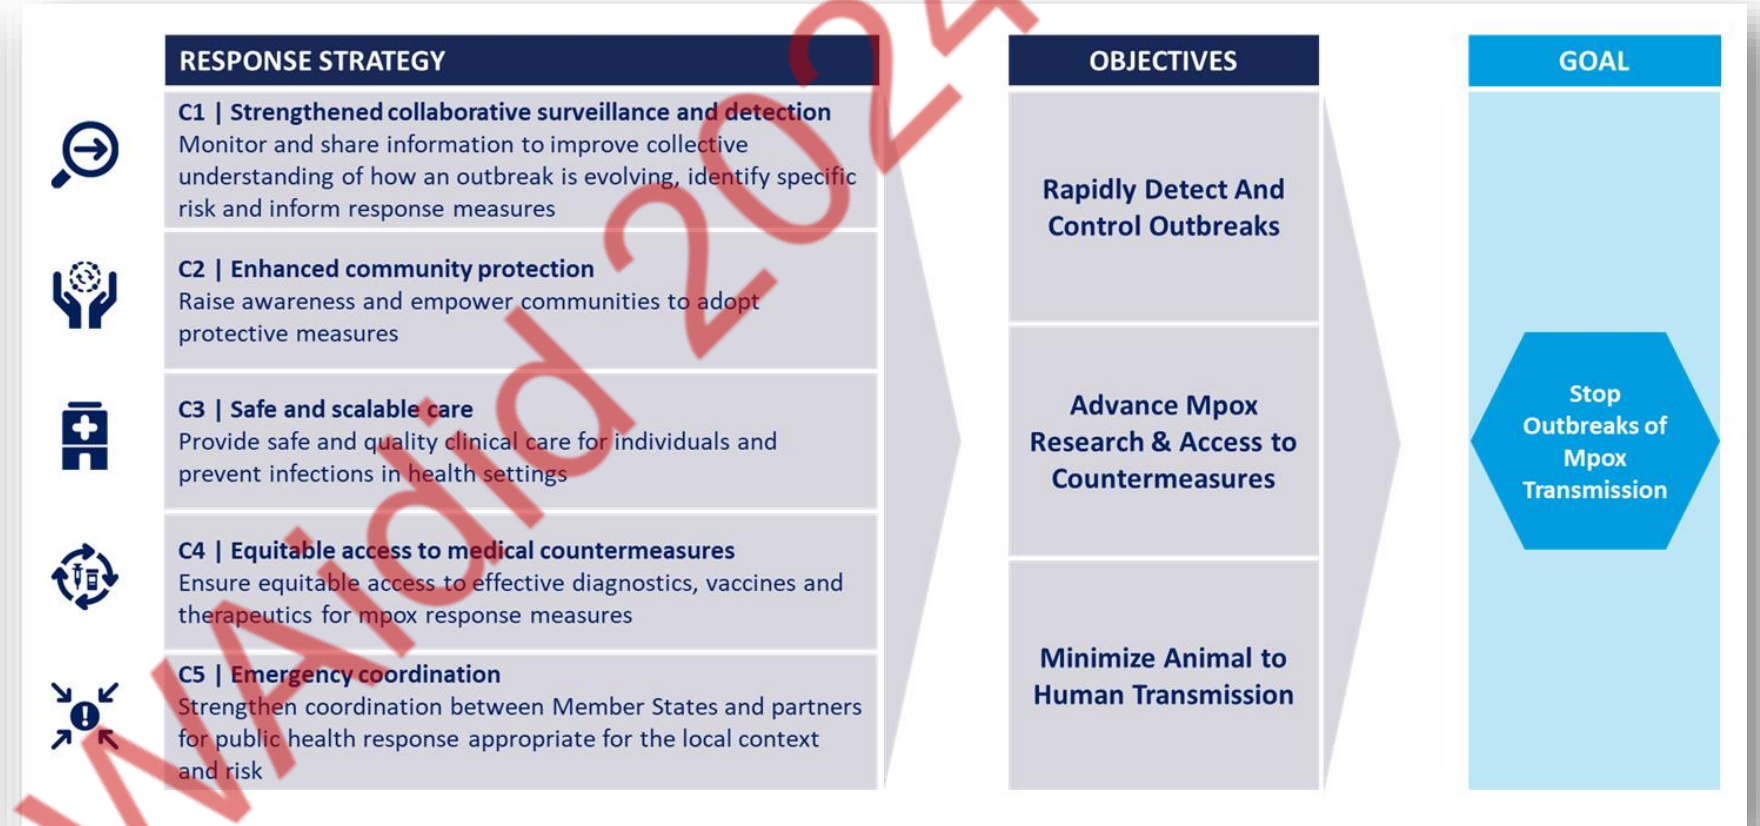 RESPONSE STRATEGY
C1 | Strengthened collaborative surveillance and detection
Monitor and share information to improve collective
understanding of how an outbreak is evolving, identify specific
risk and inform response measures
C2 | Enhanced community protection
Raise awareness and empower communities to adopt
protective measures
C3 | Safe and scalable care
Provide safe and quality clinical care for individuals and
prevent infections in health settings
C4 | Equitable access to medical countermeasures
Ensure equitable access to effective diagnostics, vaccines and
therapeutics for mpox response measures
C5 | Emergency coordination
Strengthen coordination between Member States and partners
for public health response appropriate for the local context
and risk
OBJECTIVES
Rapidly Detect And
Control Outbreaks
Advance Mpox
Research & Access to
Countermeasures
Minimize Animal to
Human Transmission
GOAL
Stop
Outbreaks of
Mpox
Transmission
WAidid 2024